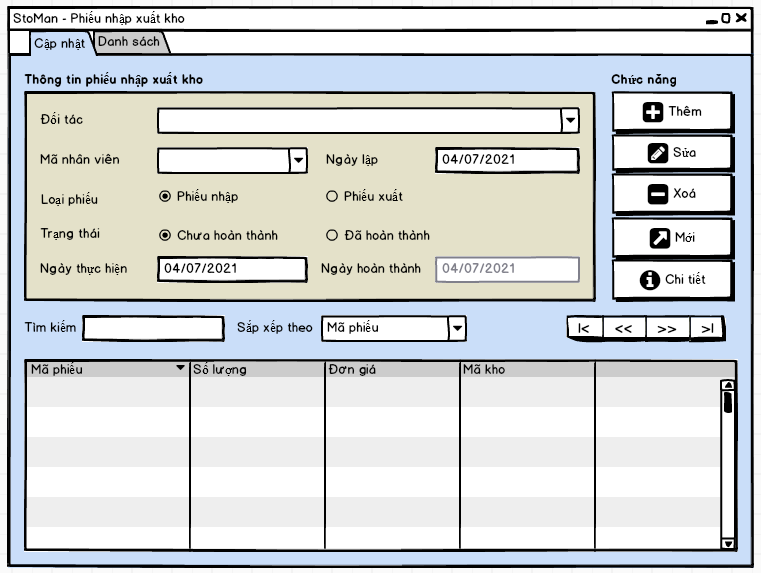 StoMan - Phiếu nhập xuất kho
Cập nhật Danh sách
Thông tin phiếu nhập xuất kho Chức năng
Đối tác
Thêm
Mã nhân viên Ngày lập 04/07/2021
Sửa
Loại phiếu Phiếu nhập Phiếu xuất
Xoá
Trạng thái Chưa hoàn thành Đã hoàn thành
Mới
Ngày thực hiện 04/07/2021 Ngày hoàn thành 04/07/2021
Chi tiết
Tìm kiếm Sắp xếp theo Mã phiếu |< << >> >|
Mã phiếu Số lượng Đơn giá Mã kho